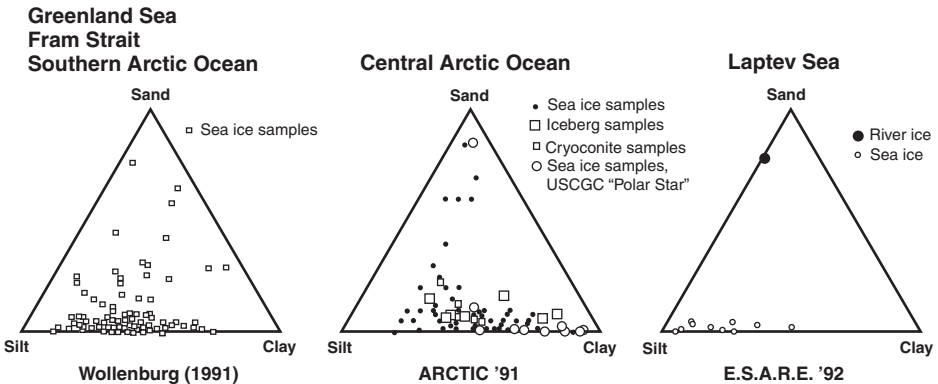 Greenland Sea
Fram Strait
Southern Arctic Ocean
Sand
Sea ice samples
Silt
Clay
Wollenburg (1991)
Central Arctic Ocean
Sand
Sea ice samples
Iceberg samples
Cryoconite samples
Sea ice samples,
USCGC “Polar Star”
Silt
Clay
ARCTIC ’91
Laptev Sea
Sand
River ice
Sea ice
Silt
Clay
E.S.A.R.E. ’92